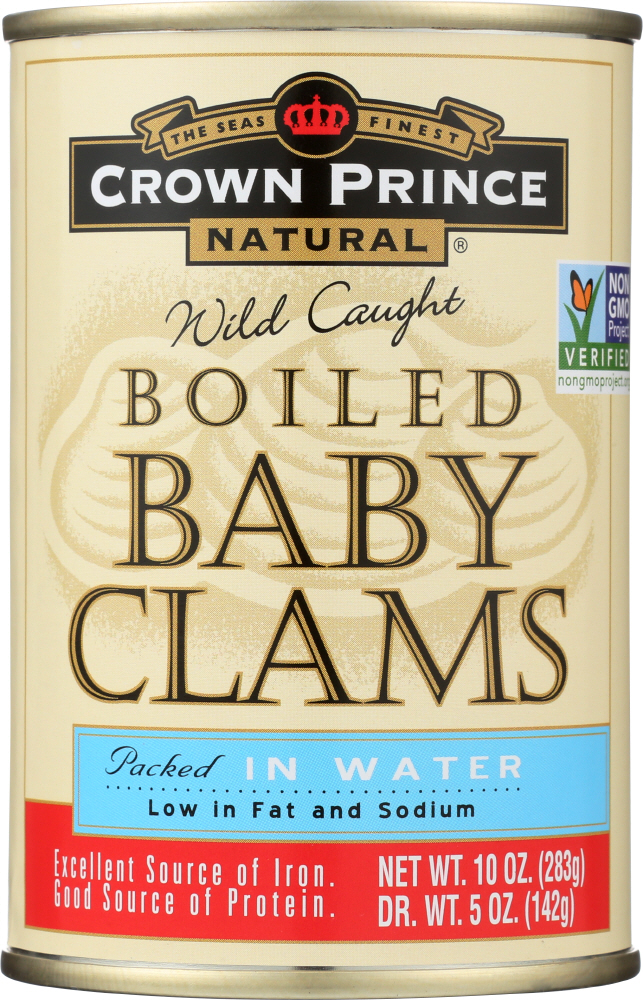 THE SEAS FINEST
CROWN PRINCE
NATURAL®
Wild Caught
NON
GMO
Project
VERIFIED
nongmoproject.org
BOILED
BABY
CLAMS
Packed IN WATER
Low in Fat and Sodium
Excellent Source of Iron.
Good Source of Protein.
NET WT. 10 OZ. (283g)
DR. WT. 5 OZ. (142g)